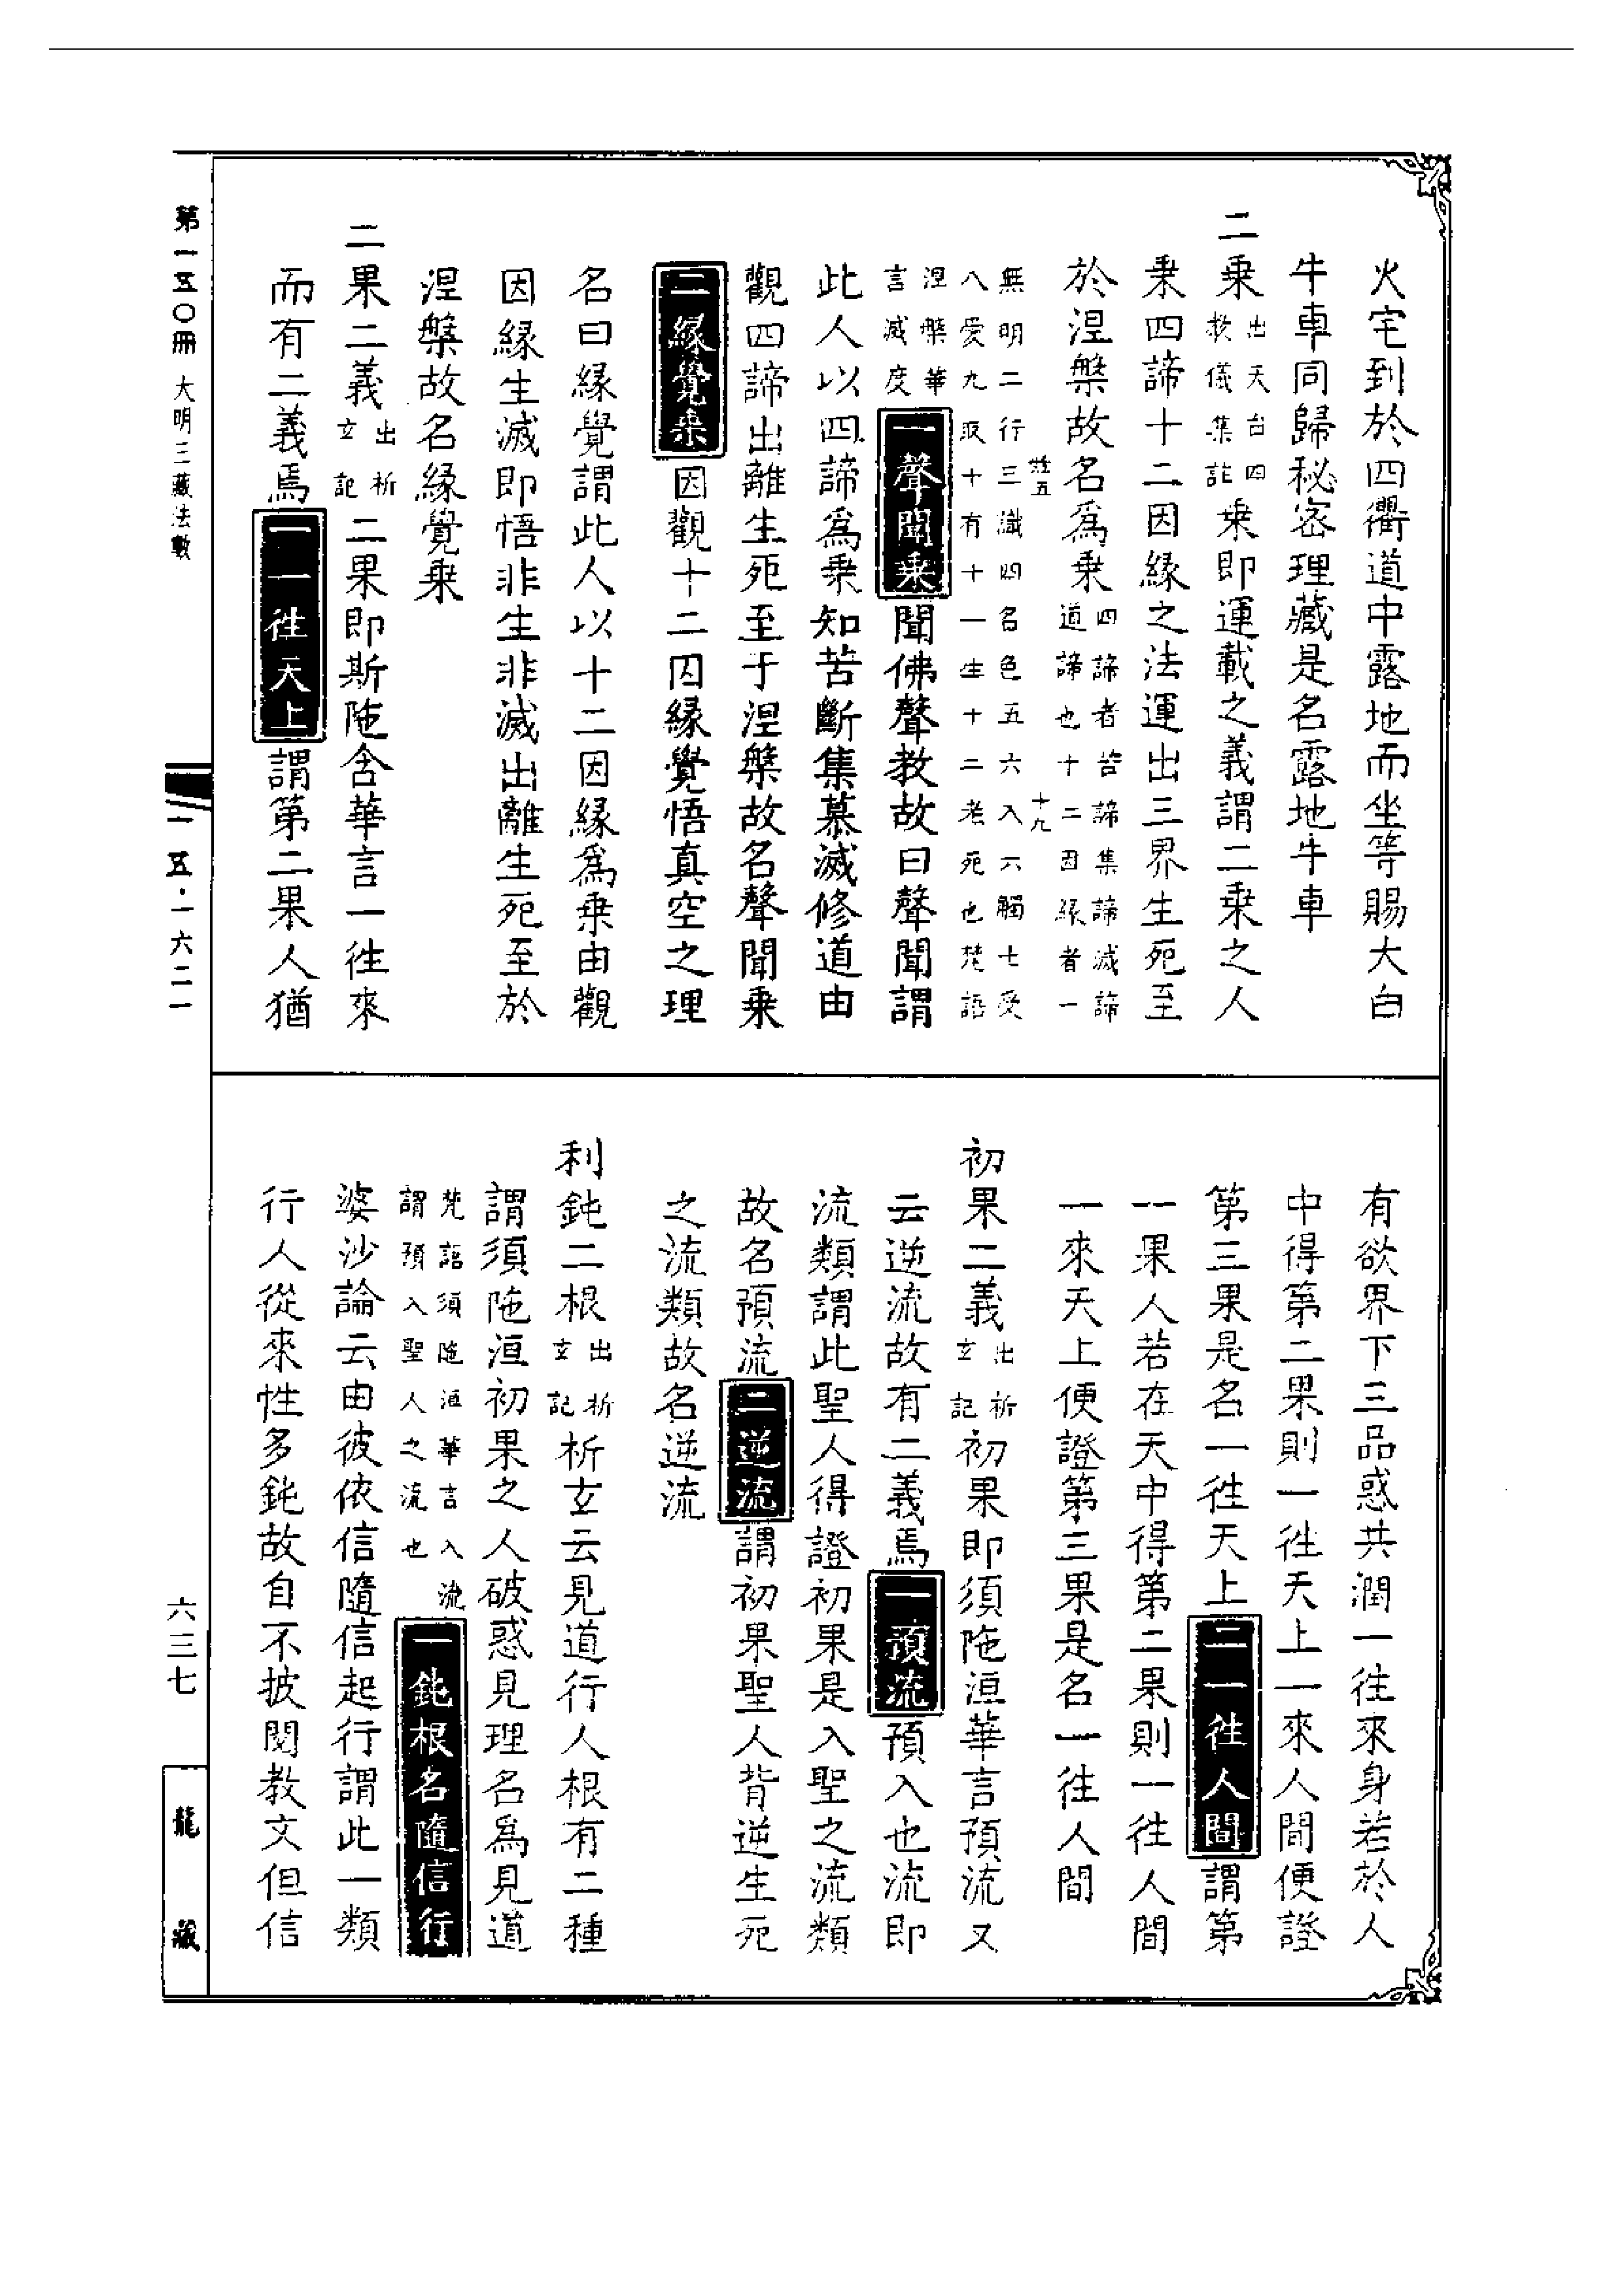 火宅到於四衢道中露地而坐等賜大白
牛車同歸秘密理藏是名露地牛車
二乘出天台四教儀集註乘即運載之義謂二乘之人
乘四諦十二因緣之法運出三界生死至
於涅槃故名為乘四諦者苦諦集諦滅諦道諦也十二因緣者一
無明二行三識四名色五六入六觸七受八愛九取十有十一生十二老死也梵語
涅槃華言滅度一聲聞乘聞佛聲教故曰聲聞謂
此人以四諦為乘知苦斷集慕滅修道由
觀四諦出離生死至于涅槃故名聲聞乘
二緣覺乘因觀十二因緣覺悟真空之理
名曰緣覺謂此人以十二因緣為乘由觀
因緣生滅即悟非生非滅出離生死至於
涅槃故名緣覺乘
二果二義出析玄記二果即斯陀含華言一往來
而有二義焉一一往天上謂第二果人猶
有欲界下三品惑共潤一往來身若於人
中得第二果則一往天上一來人間便證
第三果是名一往天上二一往人間謂第
一果人若在天中得第二果則一往人間
一來天上便證第三果是名一往人間
初果二義出析玄記初果即須陀洹華言預流又
云逆流故有二義焉一預流預入也流即
流類謂此聖人得證初果是入聖之流類
故名預流二逆流謂初果聖人背逆生死
之流類故名逆流
利鈍二根出析玄記析玄云見道行人根有二種
謂須陀洹初果之人破惑見理名為見道
梵語須陀洹華言入流謂預入聖人之流也一鈍根名隨信行
婆沙論云由彼依信隨信起行謂此一類
行人從來性多鈍故自不披閱教文但信
第一五〇冊 大明三藏法數
一五·一六二一
六三七
龍藏
茲五
十九